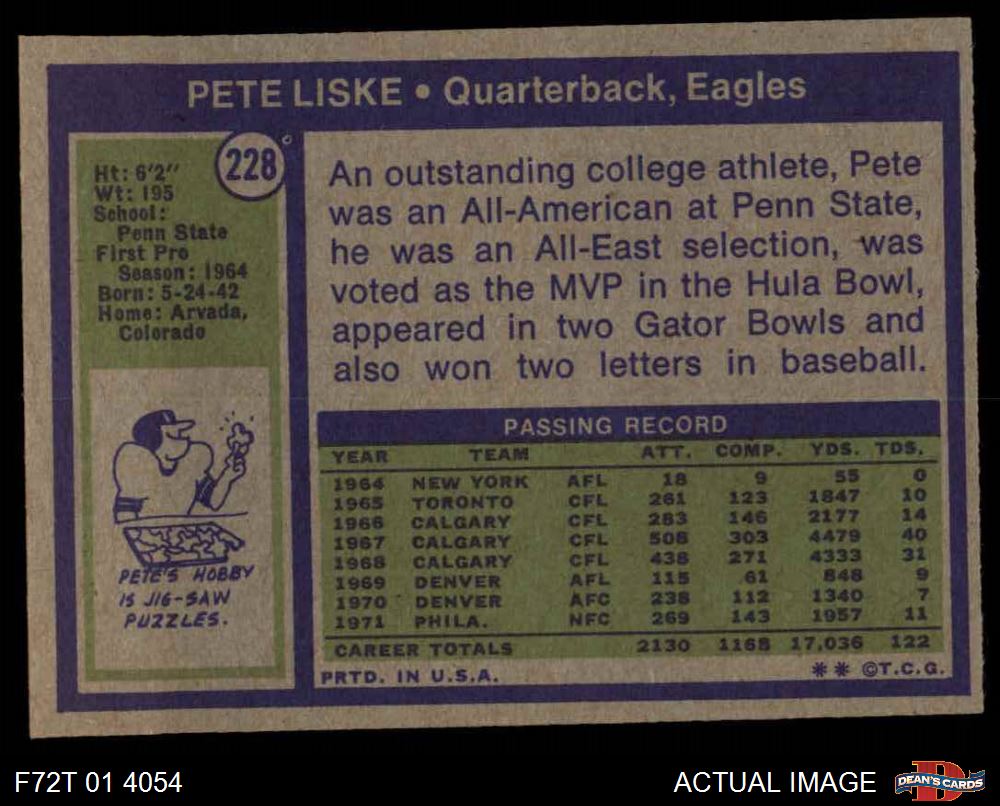 PETE LISKE • Quarterback, Eagles
228
Ht: 6'2"
Wt: 195
School:
Penn State
First Pro
Season: 1964
Born: 5-24-42
Home: Arvada,
Colorado
PETE'S HOBBY
IS JIG-SAW
PUZZLES.
An outstanding college athlete, Pete
was an All-American at Penn State,
he was an All-East selection, was
voted as the MVP in the Hula Bowl,
appeared in two Gator Bowls and
also won two letters in baseball.
PASSING RECORD
YEAR TEAM ATT. COMP. YDS. TDS.
1964 NEW YORK AFL 18 9 55 0
1965 TORONTO CFL 261 123 1847 10
1966 CALGARY CFL 283 146 2177 14
1967 CALGARY CFL 508 303 4479 40
1968 CALGARY CFL 438 271 4333 31
1969 DENVER AFL 115 61 848 9
1970 DENVER AFC 238 112 1340 7
1971 PHILA. NFC 269 143 1957 11
CAREER TOTALS 2130 1168 17,036 122
PRTD. IN U.S.A. ** ©T.C.G.
F72T 01 4054 ACTUAL IMAGE
D
DEAN'S CARDS